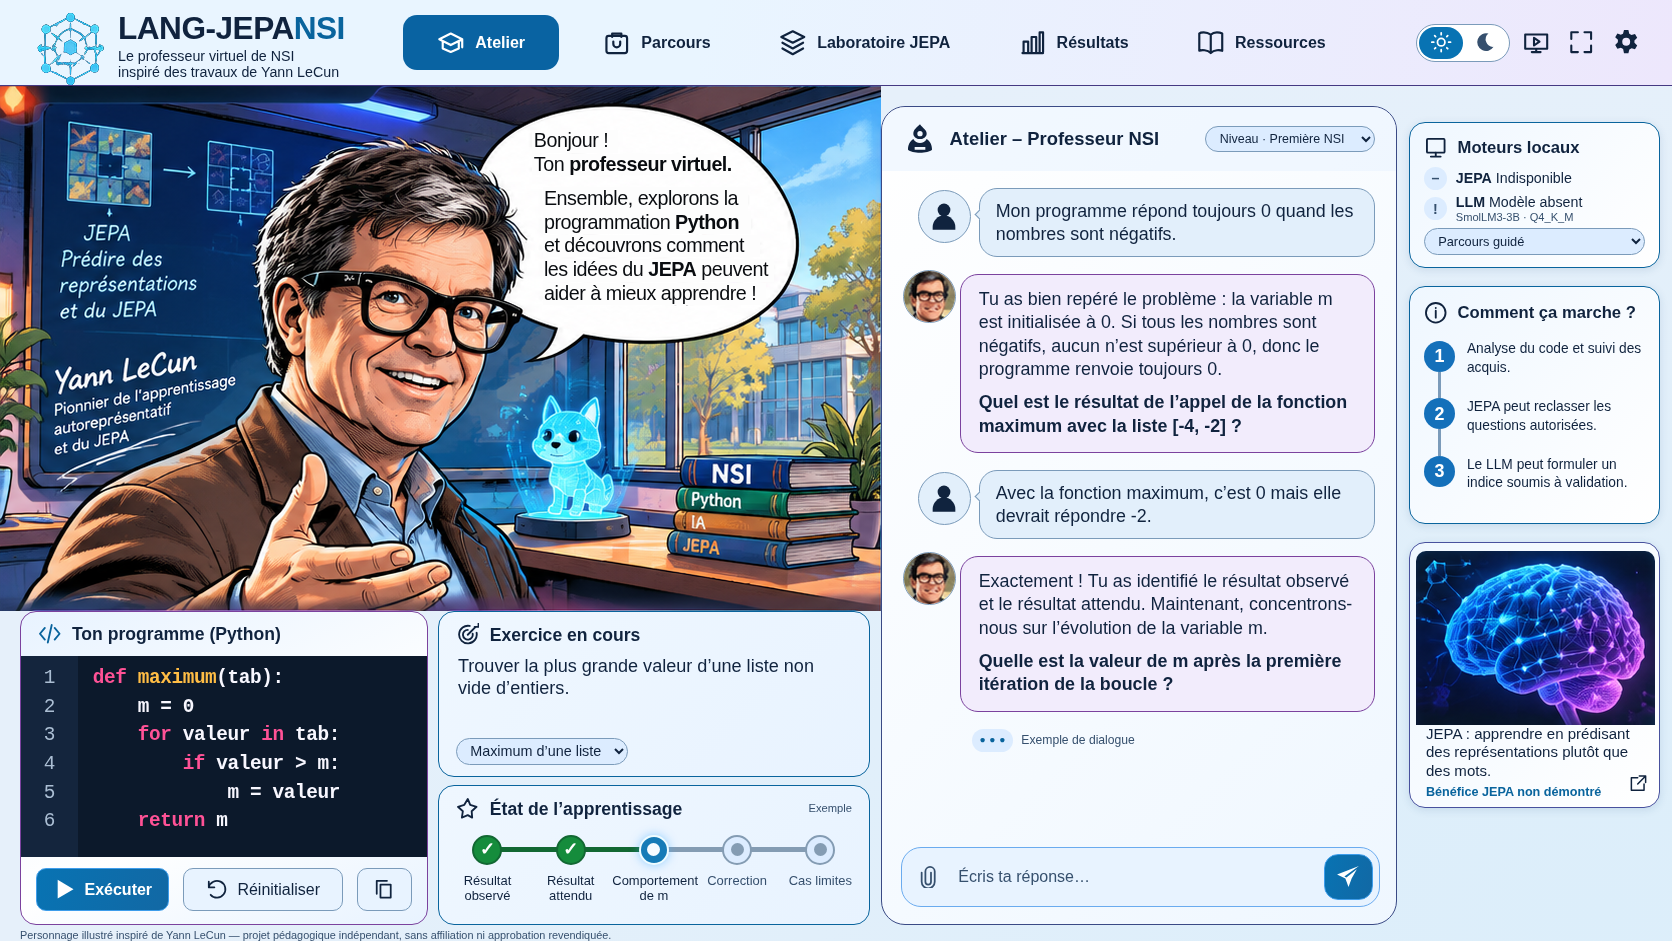 LANG-JEPANSI
Le professeur virtuel de NSI
inspiré des travaux de Yann LeCun
Atelier
Parcours
Laboratoire JEPA
Résultats
Ressources
JEPA
Prédire des
représentations
et du JEPA
Yann LeCun
Pionnier de l'apprentissage
autoreprésentatif
et du JEPA
Bonjour !
Ton professeur virtuel.
Ensemble, explorons la
programmation Python
et découvrons comment
les idées du JEPA peuvent
aider à mieux apprendre !
NSI
Python
IA
JEPA
Ton programme (Python)
1 def maximum(tab):
2 m = 0
3 for valeur in tab:
4 if valeur > m:
5 m = valeur
6 return m
Exécuter
Réinitialiser
Exercice en cours
Trouver la plus grande valeur d’une liste non
vide d’entiers.
Maximum d’une liste
État de l’apprentissage
Exemple
Résultat
observé
Résultat
attendu
Comportement
de m
Correction
Cas limites
Atelier – Professeur NSI
Niveau · Première NSI
Mon programme répond toujours 0 quand les
nombres sont négatifs.
Tu as bien repéré le problème : la variable m
est initialisée à 0. Si tous les nombres sont
négatifs, aucun n’est supérieur à 0, donc le
programme renvoie toujours 0.
Quel est le résultat de l’appel de la fonction
maximum avec la liste [-4, -2] ?
Avec la fonction maximum, c’est 0 mais elle
devrait répondre -2.
Exactement ! Tu as identifié le résultat observé
et le résultat attendu. Maintenant, concentrons-
nous sur l’évolution de la variable m.
Quelle est la valeur de m après la première
itération de la boucle ?
Exemple de dialogue
Écris ta réponse…
Moteurs locaux
– JEPA Indisponible
! LLM Modèle absent
SmolLM3-3B · Q4_K_M
Parcours guidé
Comment ça marche ?
1 Analyse du code et suivi des
acquis.
2 JEPA peut reclasser les
questions autorisées.
3 Le LLM peut formuler un
indice soumis à validation.
JEPA : apprendre en prédisant
des représentations plutôt que
des mots.
Bénéfice JEPA non démontré
Personnage illustré inspiré de Yann LeCun — projet pédagogique indépendant, sans affiliation ni approbation revendiquée.